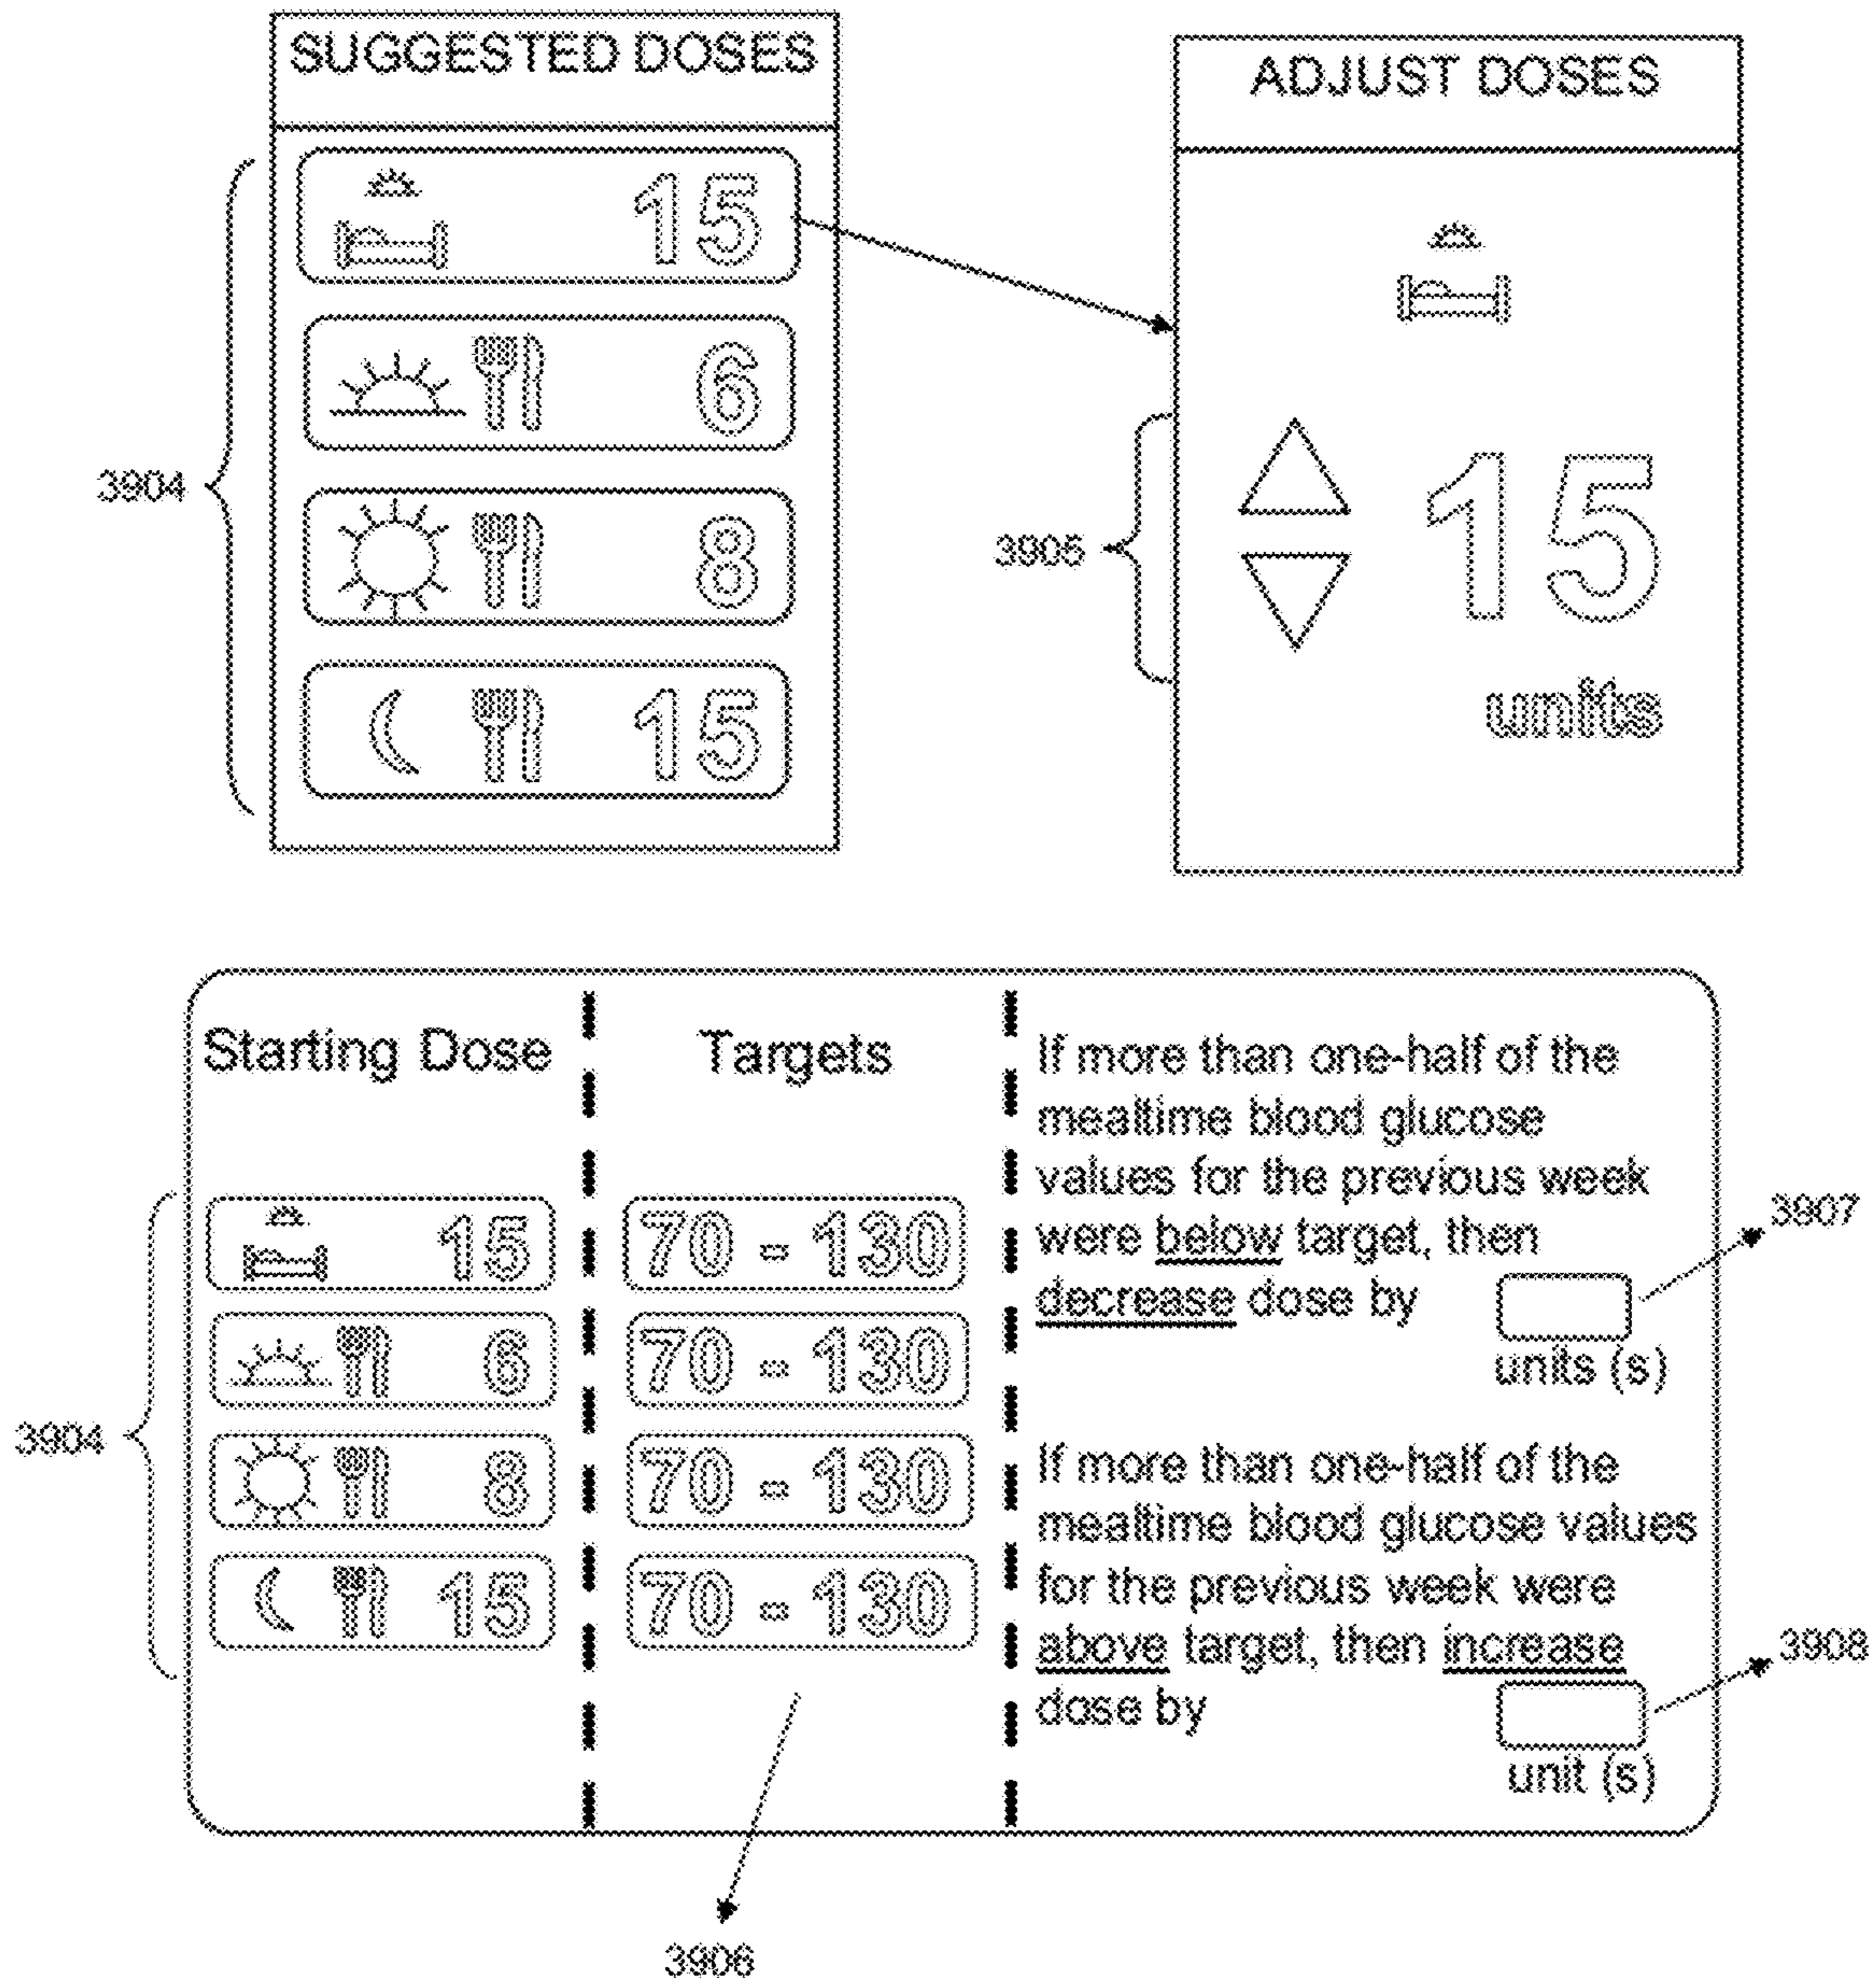 SUGGESTED DOSES
15
6
8
15
3904
ADJUST DOSES
15
units
3905
Starting Dose
15
6
8
15
3904
Targets
70 - 130
70 - 130
70 - 130
70 - 130
3906
If more than one-half of the
mealtime blood glucose
values for the previous week
were below target, then
decrease dose by
units (s)
3907
If more than one-half of the
mealtime blood glucose values
for the previous week were
above target, then increase
dose by
unit (s)
3908